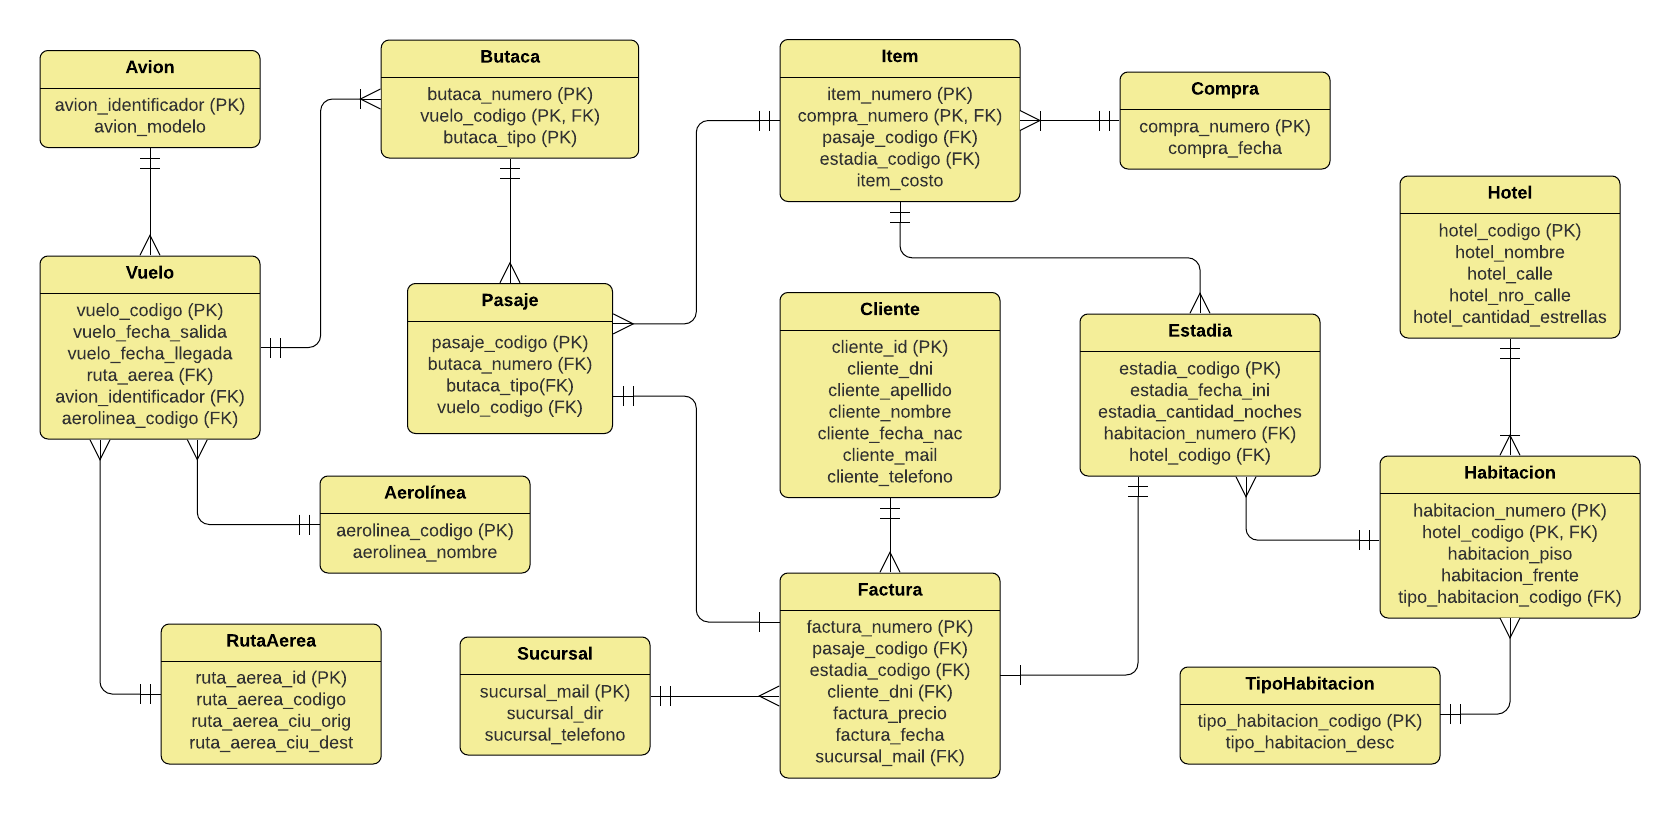 Avion
avion_identificador (PK)
avion_modelo
Butaca
butaca_numero (PK)
vuelo_codigo (PK, FK)
butaca_tipo (PK)
Item
item_numero (PK)
compra_numero (PK, FK)
pasaje_codigo (FK)
estadia_codigo (FK)
item_costo
Compra
compra_numero (PK)
compra_fecha
Hotel
hotel_codigo (PK)
hotel_nombre
hotel_calle
hotel_nro_calle
hotel_cantidad_estrellas
Vuelo
vuelo_codigo (PK)
vuelo_fecha_salida
vuelo_fecha_llegada
ruta_aerea (FK)
avion_identificador (FK)
aerolinea_codigo (FK)
Pasaje
pasaje_codigo (PK)
butaca_numero (FK)
butaca_tipo(FK)
vuelo_codigo (FK)
Cliente
cliente_id (PK)
cliente_dni
cliente_apellido
cliente_nombre
cliente_fecha_nac
cliente_mail
cliente_telefono
Estadia
estadia_codigo (PK)
estadia_fecha_ini
estadia_cantidad_noches
habitacion_numero (FK)
hotel_codigo (FK)
Habitacion
habitacion_numero (PK)
hotel_codigo (PK, FK)
habitacion_piso
habitacion_frente
tipo_habitacion_codigo (FK)
Aerolínea
aerolinea_codigo (PK)
aerolinea_nombre
RutaAerea
ruta_aerea_id (PK)
ruta_aerea_codigo
ruta_aerea_ciu_orig
ruta_aerea_ciu_dest
Sucursal
sucursal_mail (PK)
sucursal_dir
sucursal_telefono
Factura
factura_numero (PK)
pasaje_codigo (FK)
estadia_codigo (FK)
cliente_dni (FK)
factura_precio
factura_fecha
sucursal_mail (FK)
TipoHabitacion
tipo_habitacion_codigo (PK)
tipo_habitacion_desc